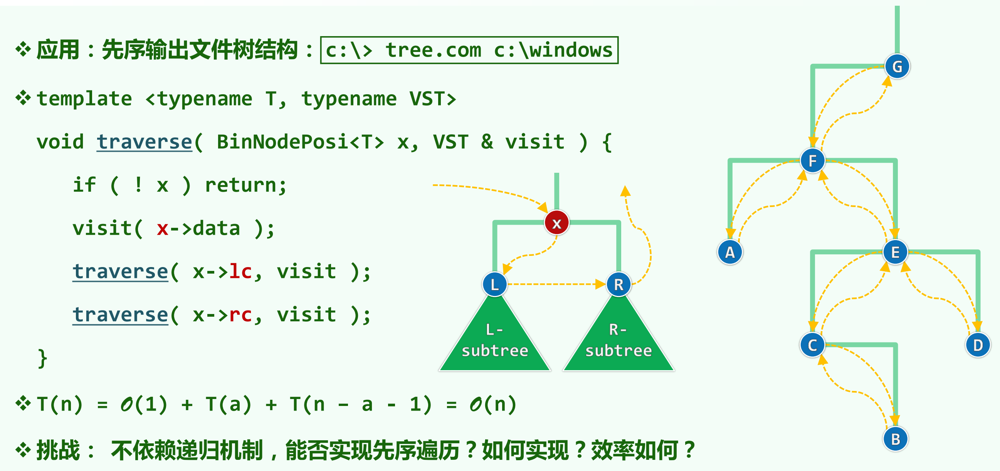 应用：先序输出文件树结构：c:\> tree.com c:\windows
template <typename T, typename VST>
void traverse( BinNodePosi<T> x, VST & visit ) {
if ( ! x ) return;
visit( x->data );
traverse( x->lc, visit );
traverse( x->rc, visit );
}
T(n) = 𝒪(1) + T(a) + T(n – a - 1) = 𝒪(n)
挑战： 不依赖递归机制，能否实现先序遍历？如何实现？效率如何？
x
L
R
L-
subtree
R-
subtree
G
F
A
E
C
D
B